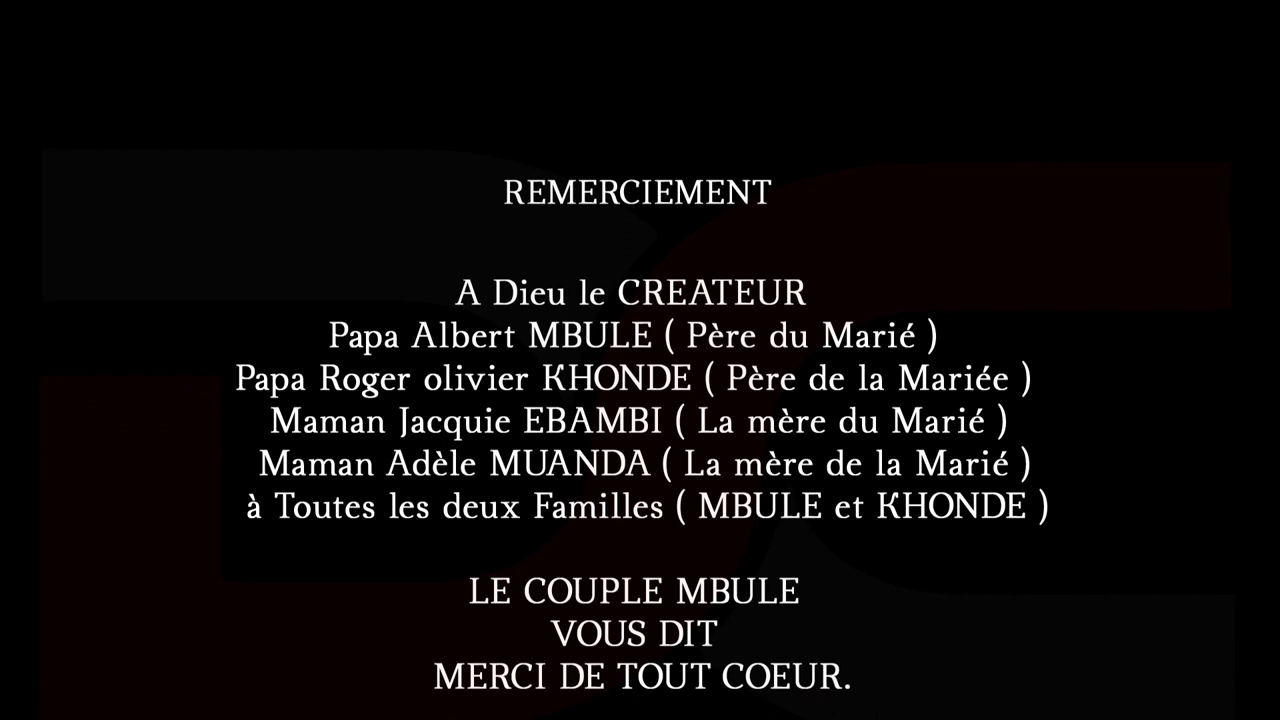 REMERCIEMENT
A Dieu le CREATEUR
Papa Albert MBULE ( Père du Marié )
Papa Roger olivier KHONDE ( Père de la Mariée )
Maman Jacquie EBAMBI ( La mère du Marié )
Maman Adèle MUANDA ( La mère de la Marié )
à Toutes les deux Familles ( MBULE et KHONDE )
LE COUPLE MBULE
VOUS DIT
MERCI DE TOUT COEUR.